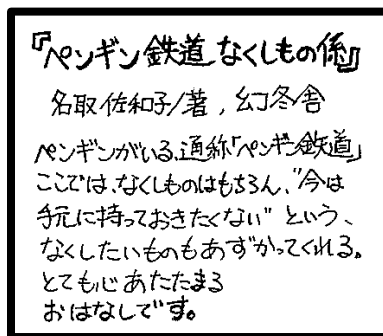 『ペンギン鉄道なくしもの係』
名取佐和子/著，幻冬舎
ペンギンがいる、通称「ペンギン鉄道」
ここでは、なくしものはもちろん、"今は
手元に持っておきたくない" という、
なくしたいものもあずかってくれる。
とても心あたたまる
おはなしです。